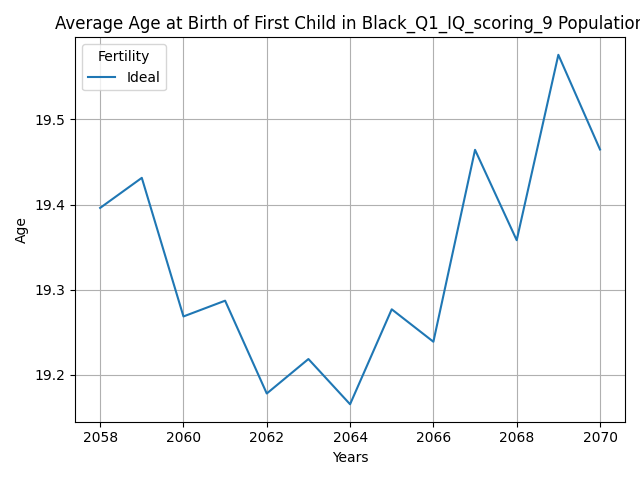 Average Age at Birth of First Child in Black_Q1_IQ_scoring_9 Population
Fertility
Ideal
19.5
19.4
19.3
19.2
Age
2058 2060 2062 2064 2066 2068 2070
Years